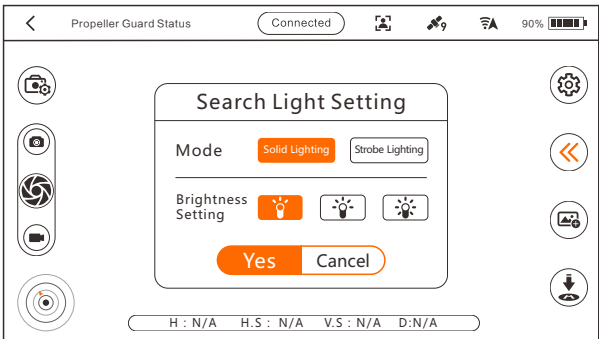 Propeller Guard Status Connected 9 90%
Search Light Setting
Mode Solid Lighting Strobe Lighting
Brightness
Setting
Yes Cancel
H : N/A H.S : N/A V.S : N/A D:N/A